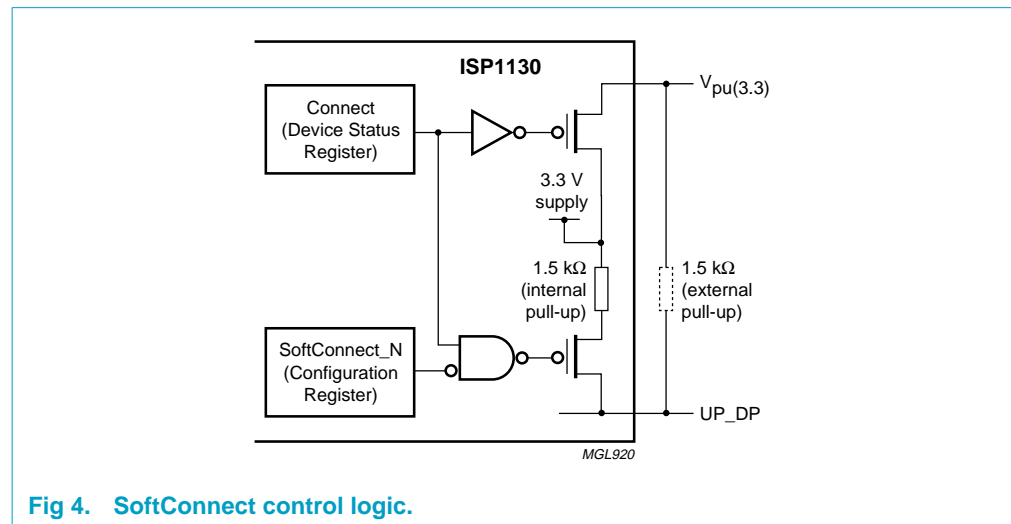 ISP1130
Connect
(Device Status
Register)
Vpu(3.3)
3.3 V
supply
1.5 kΩ
(internal
pull-up)
1.5 kΩ
(external
pull-up)
SoftConnect_N
(Configuration
Register)
UP_DP
MGL920
Fig 4. SoftConnect control logic.